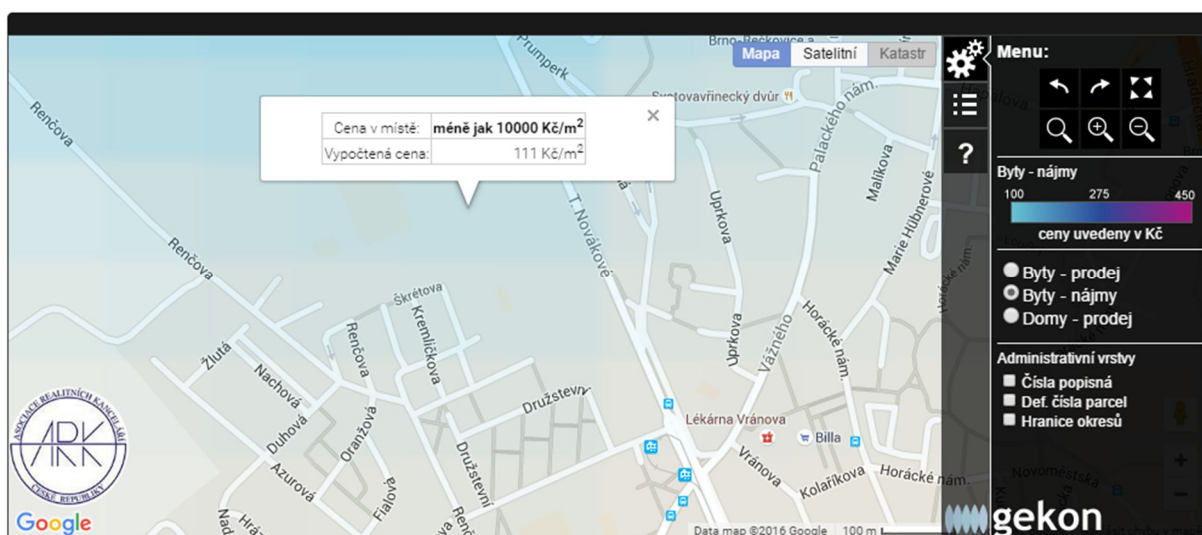 Brno-Řečkovice a
Mapa
Satelitní
Katastr
Menu:
Prumperk
Svatovavřinecký dvůr
Palackého nám.
Renčova
Cena v místě: méně jak 10000 Kč/m²
Vypočtená cena: 111 Kč/m²
×
?
Malíkova
Byty - nájmy
100 275 450
ceny uvedeny v Kč
T. Novákové
Uprkova
Marie Hübnerové
Renčova
Škrétova
Byty - prodej
Byty - nájmy
Domy - prodej
Horácké nám.
Renčova
Kremličkova
Uprkova
Vážného
Horácké nám.
Žlutá
Nachová
Družstevní
Administrativní vrstvy
Čísla popisná
Def. čísla parcel
Hranice okresů
ASOCIACE REALITNÍCH KANCELÁŘÍ
ARK
ČESKÉ REPUBLIKY
Duhová
Oranžová
Lékárna Vránova
Billa
Azurová
Fialová
Družstevní
Vránova
Kolaříkova
Horácké nám.
Novoměstská
Google
Data map ©2016 Google
100 m
gekon